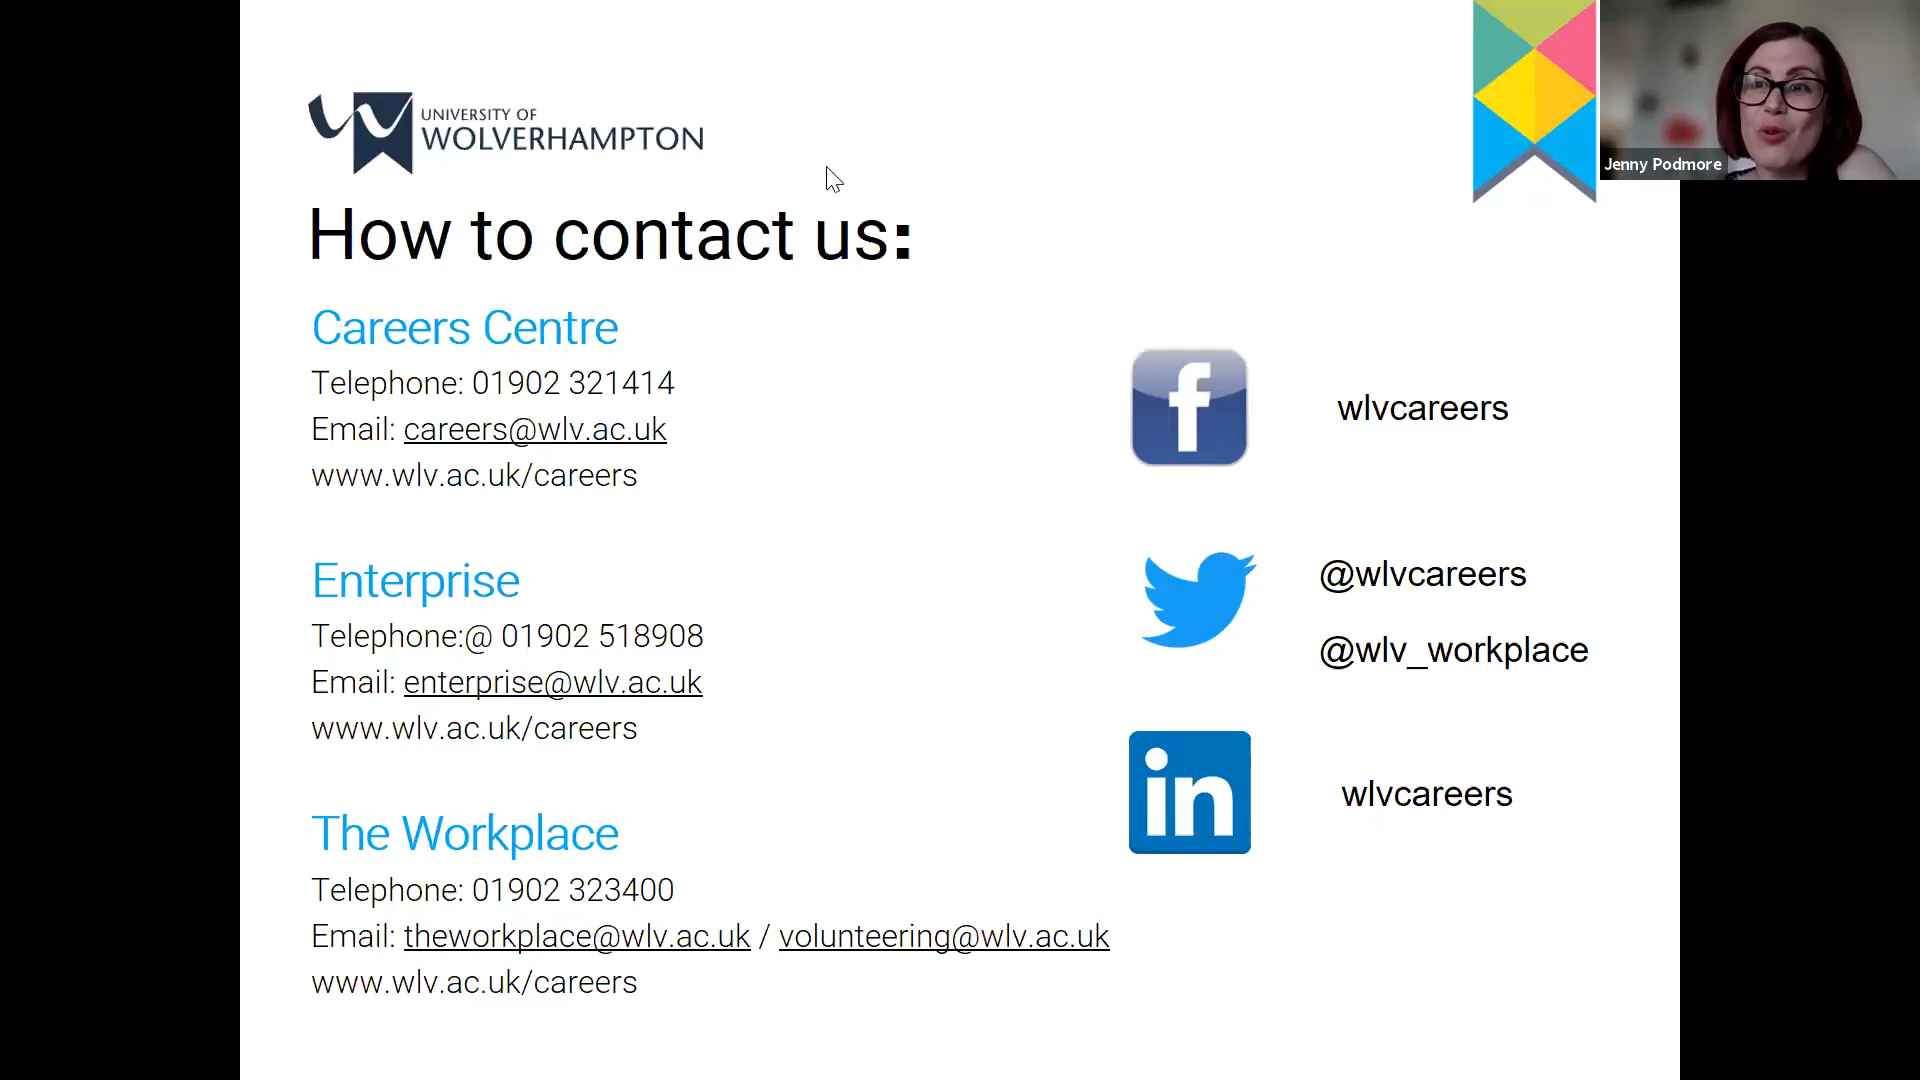 UNIVERSITY OF
WOLVERHAMPTON
Jenny Podmore
How to contact us:
Careers Centre
Telephone: 01902 321414
Email: careers@wlv.ac.uk
www.wlv.ac.uk/careers
Enterprise
Telephone:@ 01902 518908
Email: enterprise@wlv.ac.uk
www.wlv.ac.uk/careers
The Workplace
Telephone: 01902 323400
Email: theworkplace@wlv.ac.uk / volunteering@wlv.ac.uk
www.wlv.ac.uk/careers
f
wlvcareers
@wlvcareers
@wlv_workplace
in
wlvcareers